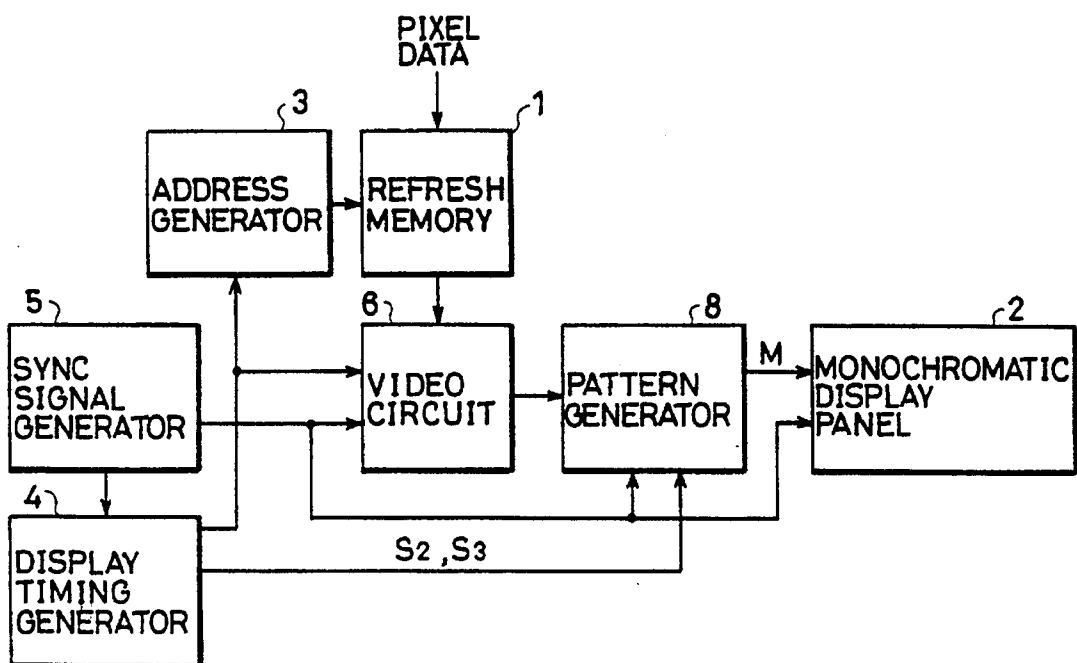 PIXEL
DATA
3
1
ADDRESS
GENERATOR
REFRESH
MEMORY
5
6
8
2
SYNC
SIGNAL
GENERATOR
VIDEO
CIRCUIT
PATTERN
GENERATOR
M
MONOCHROMATIC
DISPLAY
PANEL
4
DISPLAY
TIMING
GENERATOR
S2, S3